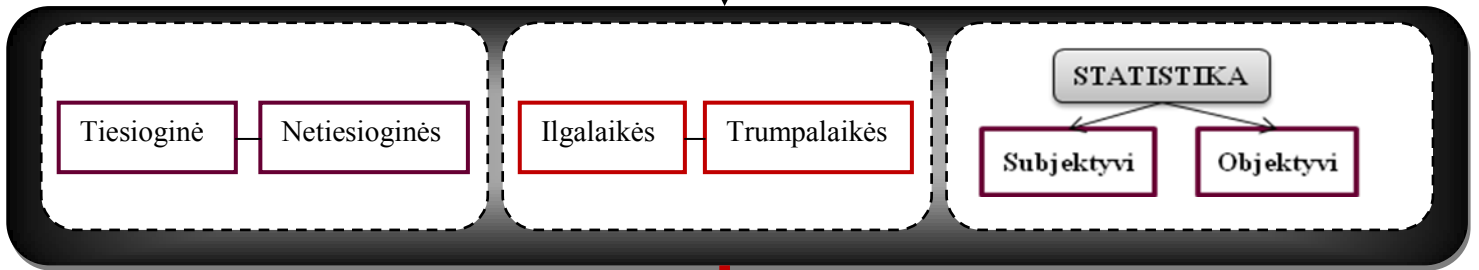 Tiesioginė
Netiesioginės
Ilgalaikės
Trumpalaikės
STATISTIKA
Subjektyvi
Objektyvi